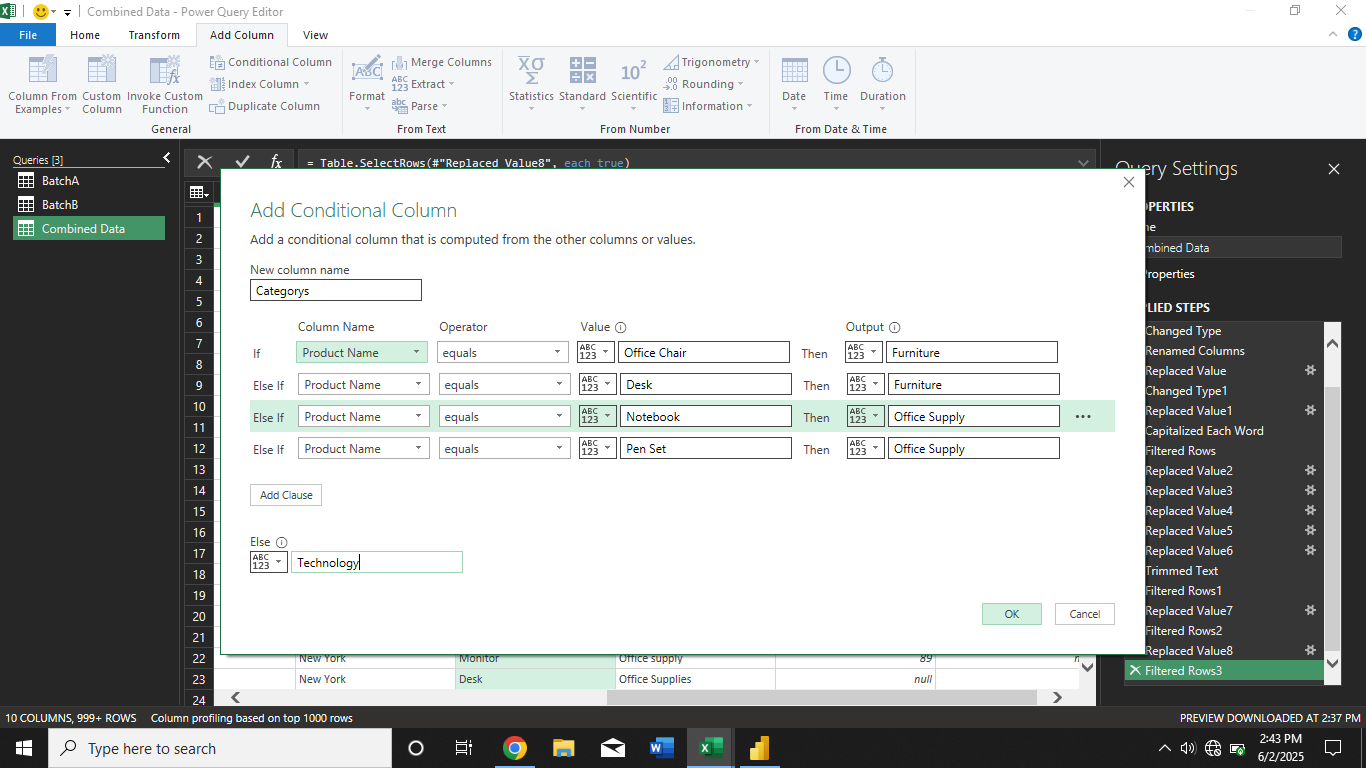 Combined Data - Power Query Editor
File Home Transform Add Column View
Column From Examples
Custom Column
Invoke Custom Function
Conditional Column
Index Column
Duplicate Column
General
Format
Merge Columns
Extract
Parse
From Text
Statistics
Standard
Scientific
Trigonometry
Rounding
Information
From Number
Date
Time
Duration
From Date & Time
Queries [3]
BatchA
BatchB
Combined Data
= Table.SelectRows(#"Replaced Value8", each true)
Add Conditional Column
Add a conditional column that is computed from the other columns or values.
New column name
Categorys
Column Name Operator Value Output
If Product Name equals ABC 123 Office Chair Then ABC 123 Furniture
Else If Product Name equals ABC 123 Desk Then ABC 123 Furniture
Else If Product Name equals ABC 123 Notebook Then ABC 123 Office Supply
Else If Product Name equals ABC 123 Pen Set Then ABC 123 Office Supply
Add Clause
Else
ABC 123 Technology
OK Cancel
1
2
3
4
5
6
7
8
9
10
11
12
13
14
15
16
17
18
19
20
21
22 New York Monitor Office supply 89
23 New York Desk Office Supplies null
24
Query Settings
PERTIES
me
mbined Data
Properties
LIED STEPS
Changed Type
Renamed Columns
Replaced Value
Changed Type1
Replaced Value1
Capitalized Each Word
Filtered Rows
Replaced Value2
Replaced Value3
Replaced Value4
Replaced Value5
Replaced Value6
Trimmed Text
Filtered Rows1
Replaced Value7
Filtered Rows2
Replaced Value8
Filtered Rows3
10 COLUMNS, 999+ ROWS Column profiling based on top 1000 rows PREVIEW DOWNLOADED AT 2:37 PM
Type here to search
2:43 PM
6/2/2025